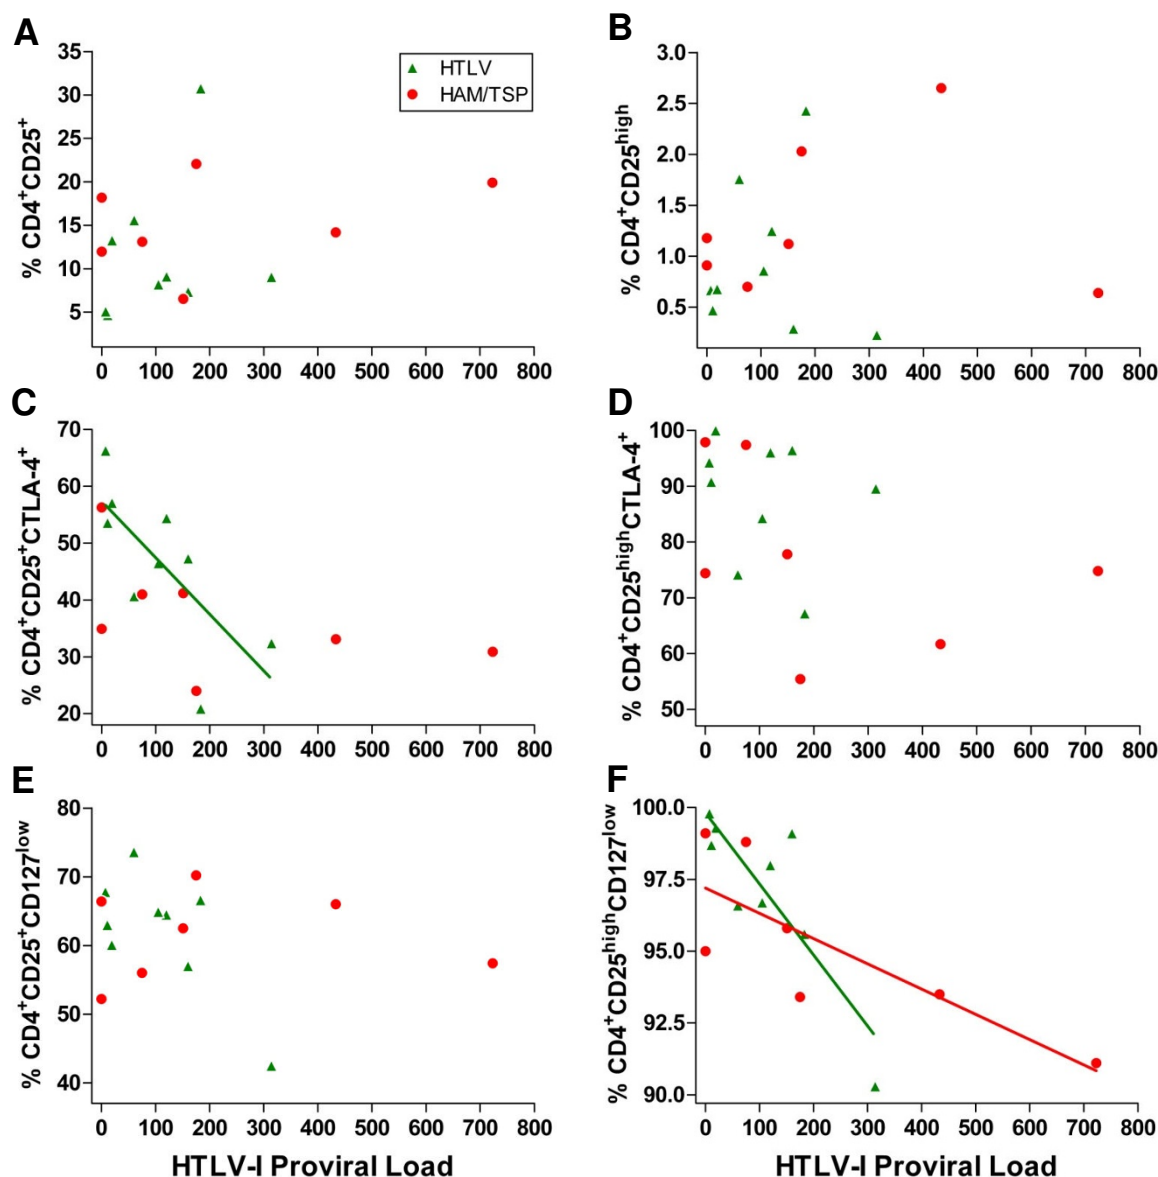 A
% CD4+CD25+
35
30
25
20
15
10
5
0 100 200 300 400 500 600 700 800
HTLV
HAM/TSP
B
% CD4+CD25high
3.0
2.5
2.0
1.5
1.0
0.5
0 100 200 300 400 500 600 700 800
C
% CD4+CD25+CTLA-4+
70
60
50
40
30
20
0 100 200 300 400 500 600 700 800
D
% CD4+CD25highCTLA-4+
100
90
80
70
60
50
0 100 200 300 400 500 600 700 800
E
% CD4+CD25+CD127low
80
70
60
50
40
0 100 200 300 400 500 600 700 800
HTLV-I Proviral Load
F
% CD4+CD25highCD127low
100.0
97.5
95.0
92.5
90.0
0 100 200 300 400 500 600 700 800
HTLV-I Proviral Load